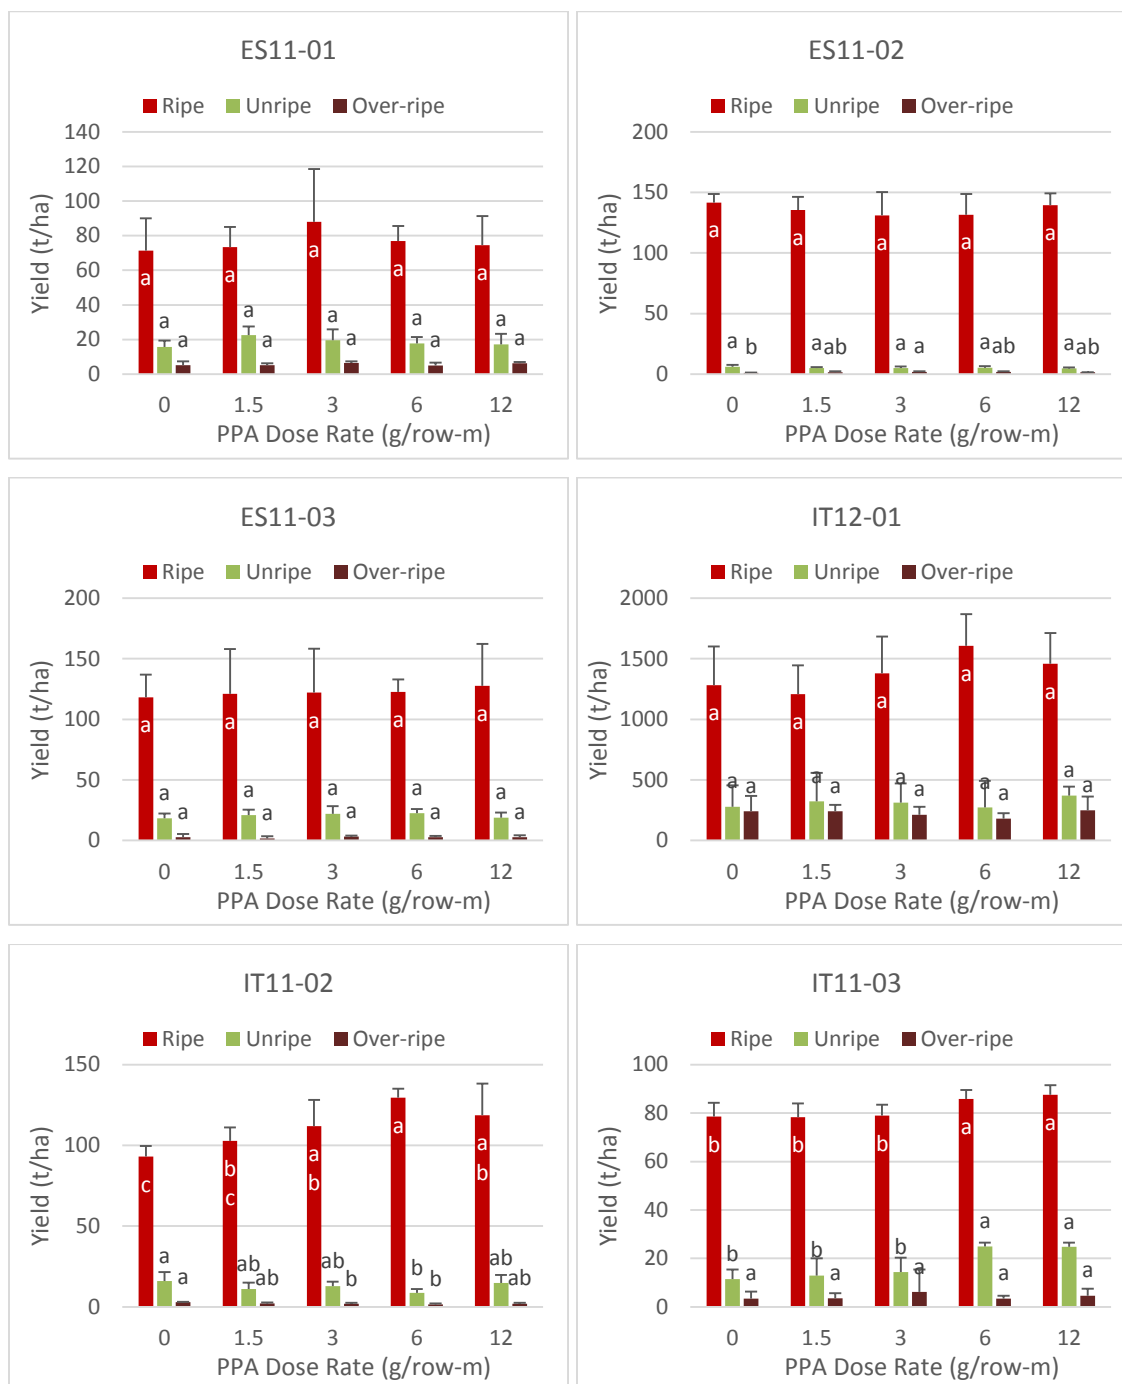 ES11-01
Ripe Unripe Over-ripe
140
120
100
80
60
40
20
0
Yield (t/ha)
a a a a a
a a a a a
a a a a a
0 1.5 3 6 12
PPA Dose Rate (g/row-m)
ES11-02
Ripe Unripe Over-ripe
200
150
100
50
0
Yield (t/ha)
a a a a a
a b a ab a a a ab ab
0 1.5 3 6 12
PPA Dose Rate (g/row-m)
ES11-03
Ripe Unripe Over-ripe
200
150
100
50
0
Yield (t/ha)
a a a a a
a a a a a
a a a a a
0 1.5 3 6 12
PPA Dose Rate (g/row-m)
IT12-01
Ripe Unripe Over-ripe
2000
1500
1000
500
0
Yield (t/ha)
a a a a a
a a a a a a a a a a
0 1.5 3 6 12
PPA Dose Rate (g/row-m)
IT11-02
Ripe Unripe Over-ripe
150
100
50
0
Yield (t/ha)
c b c a b a a b
a a ab ab ab b b b ab ab
0 1.5 3 6 12
PPA Dose Rate (g/row-m)
IT11-03
Ripe Unripe Over-ripe
100
80
60
40
20
0
Yield (t/ha)
b b b a a
b a b a b a a a a a
0 1.5 3 6 12
PPA Dose Rate (g/row-m)